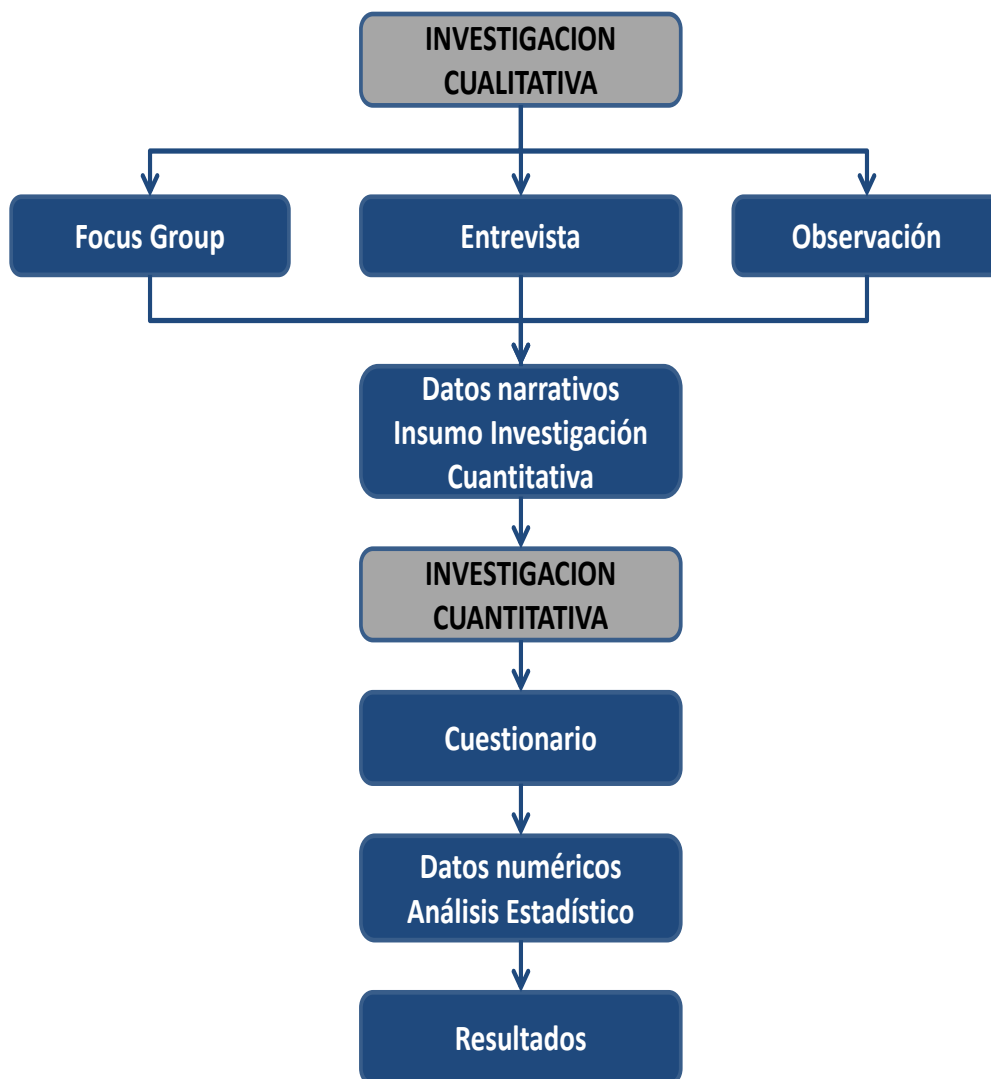 INVESTIGACION
CUALITATIVA
Focus Group
Entrevista
Observación
Datos narrativos
Insumo Investigación
Cuantitativa
INVESTIGACION
CUANTITATIVA
Cuestionario
Datos numéricos
Análisis Estadístico
Resultados